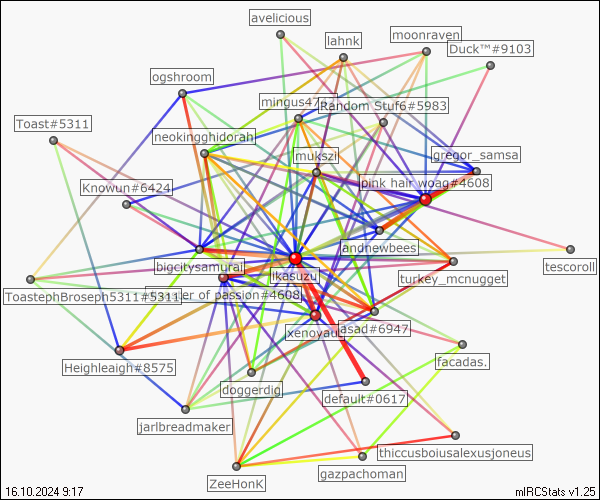 avelicious
lahnk
moonraven
Duck™#9103
ogshroom
mingus47
Random Stuf6#5983
Toast#5311
neokingghidorah
mukszi
gregor_samsa
Knowun#6424
pink hair woag#4608
andnewbees
tescoroll
bigcitysamurai
ikasuzu
turkey_mcnugget
ToastephBroseph5311#5311
er of passion#4608
xenoyau
asad#6947
Heighleaigh#8575
facadas.
doggerdig
default#0617
jarlbreadmaker
thiccusboiusalexusjoneus
gazpachoman
ZeeHonK
16.10.2024 9:17
mIRCStats v1.25